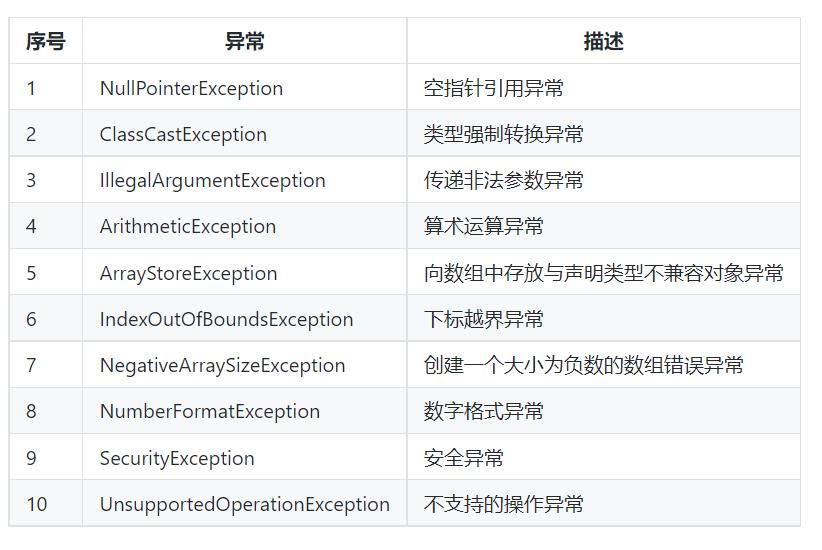 序号 异常 描述
1 NullPointerException 空指针引用异常
2 ClassCastException 类型强制转换异常
3 IllegalArgumentException 传递非法参数异常
4 ArithmeticException 算术运算异常
5 ArrayStoreException 向数组中存放与声明类型不兼容对象异常
6 IndexOutOfBoundsException 下标越界异常
7 NegativeArraySizeException 创建一个大小为负数的数组错误异常
8 NumberFormatException 数字格式异常
9 SecurityException 安全异常
10 UnsupportedOperationException 不支持的操作异常